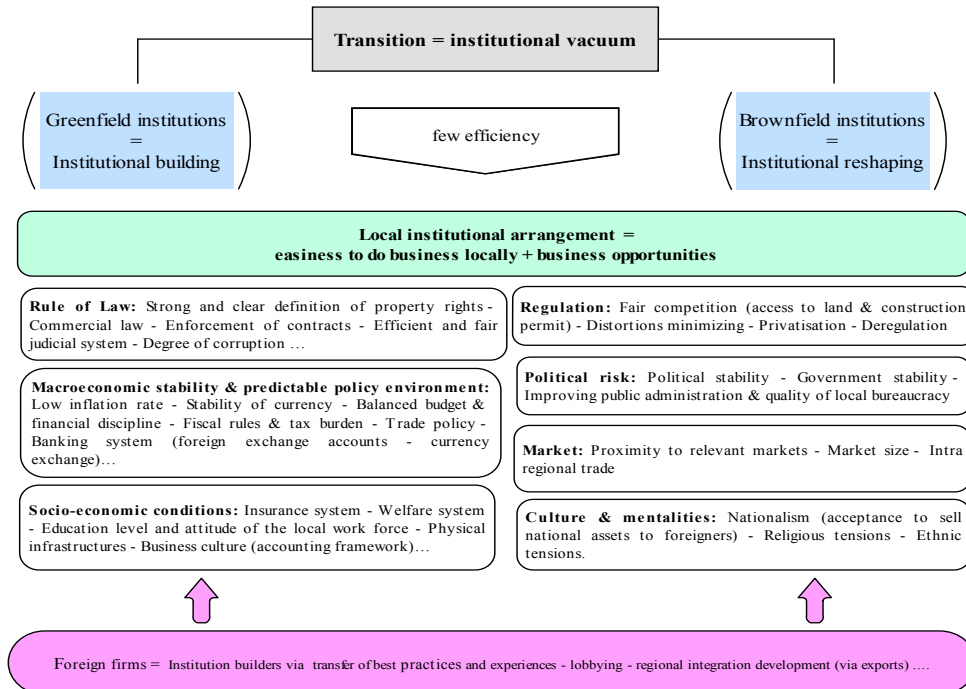 Transition = institutional vacuum
Greenfield institutions
=
Institutional building
few efficiency
Brownfield institutions
=
Institutional reshaping
Local institutional arrangement =
easiness to do business locally + business opportunities
Rule of Law: Strong and clear definition of property rights -
Commercial law - Enforcement of contracts - Efficient and fair
judicial system - Degree of corruption …
Macroeconomic stability & predictable policy environment:
Low inflation rate - Stability of currency - Balanced budget &
financial discipline - Fiscal rules & tax burden - Trade policy -
Banking system (foreign exchange accounts - currency
exchange)…
Socio-economic conditions: Insurance system - Welfare system
- Education level and attitude of the local work force - Physical
infrastructures - Business culture (accounting framework)…
Regulation: Fair competition (access to land & construction
permit) - Distortions minimizing - Privatisation - Deregulation
Political risk: Political stability - Government stability -
Improving public administration & quality of local bureaucracy
Market: Proximity to relevant markets - Market size - Intra
regional trade
Culture & mentalities: Nationalism (acceptance to sell
national assets to foreigners) - Religious tensions - Ethnic
tensions.
Foreign firms = Institution builders via transfer of best practices and experiences - lobbying - regional integration development (via exports) ….